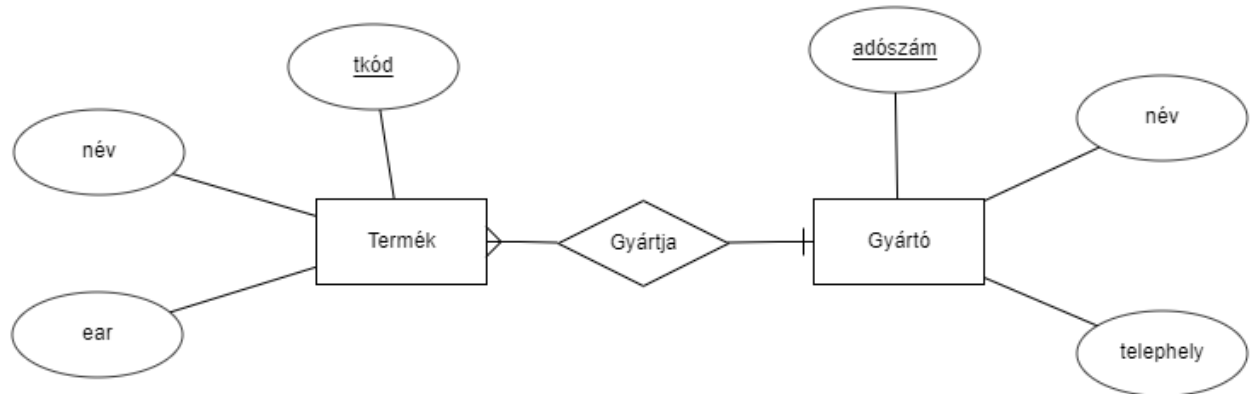 tkód
adószám
név
név
Termék
Gyártja
Gyártó
ear
telephely